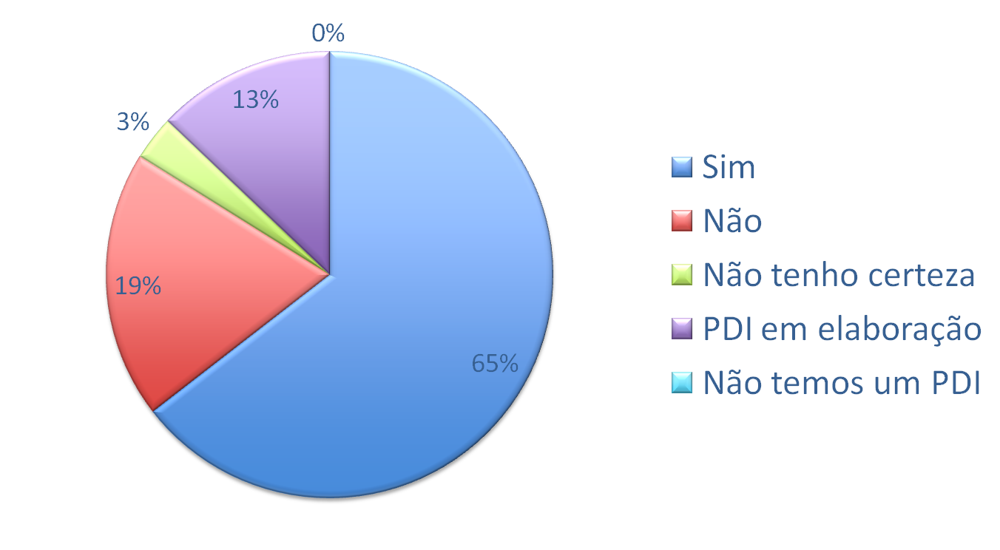 0%
13%
3%
19%
65%
Sim
Não
Não tenho certeza
PDI em elaboração
Não temos um PDI